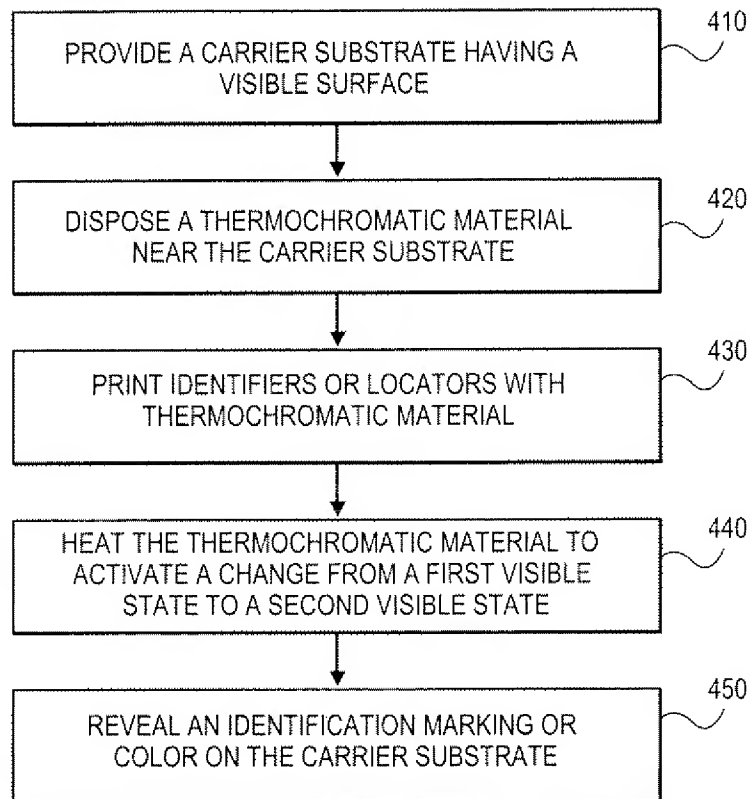 410
PROVIDE A CARRIER SUBSTRATE HAVING A
VISIBLE SURFACE
420
DISPOSE A THERMOCHROMATIC MATERIAL
NEAR THE CARRIER SUBSTRATE
430
PRINT IDENTIFIERS OR LOCATORS WITH
THERMOCHROMATIC MATERIAL
440
HEAT THE THERMOCHROMATIC MATERIAL TO
ACTIVATE A CHANGE FROM A FIRST VISIBLE
STATE TO A SECOND VISIBLE STATE
450
REVEAL AN IDENTIFICATION MARKING OR
COLOR ON THE CARRIER SUBSTRATE